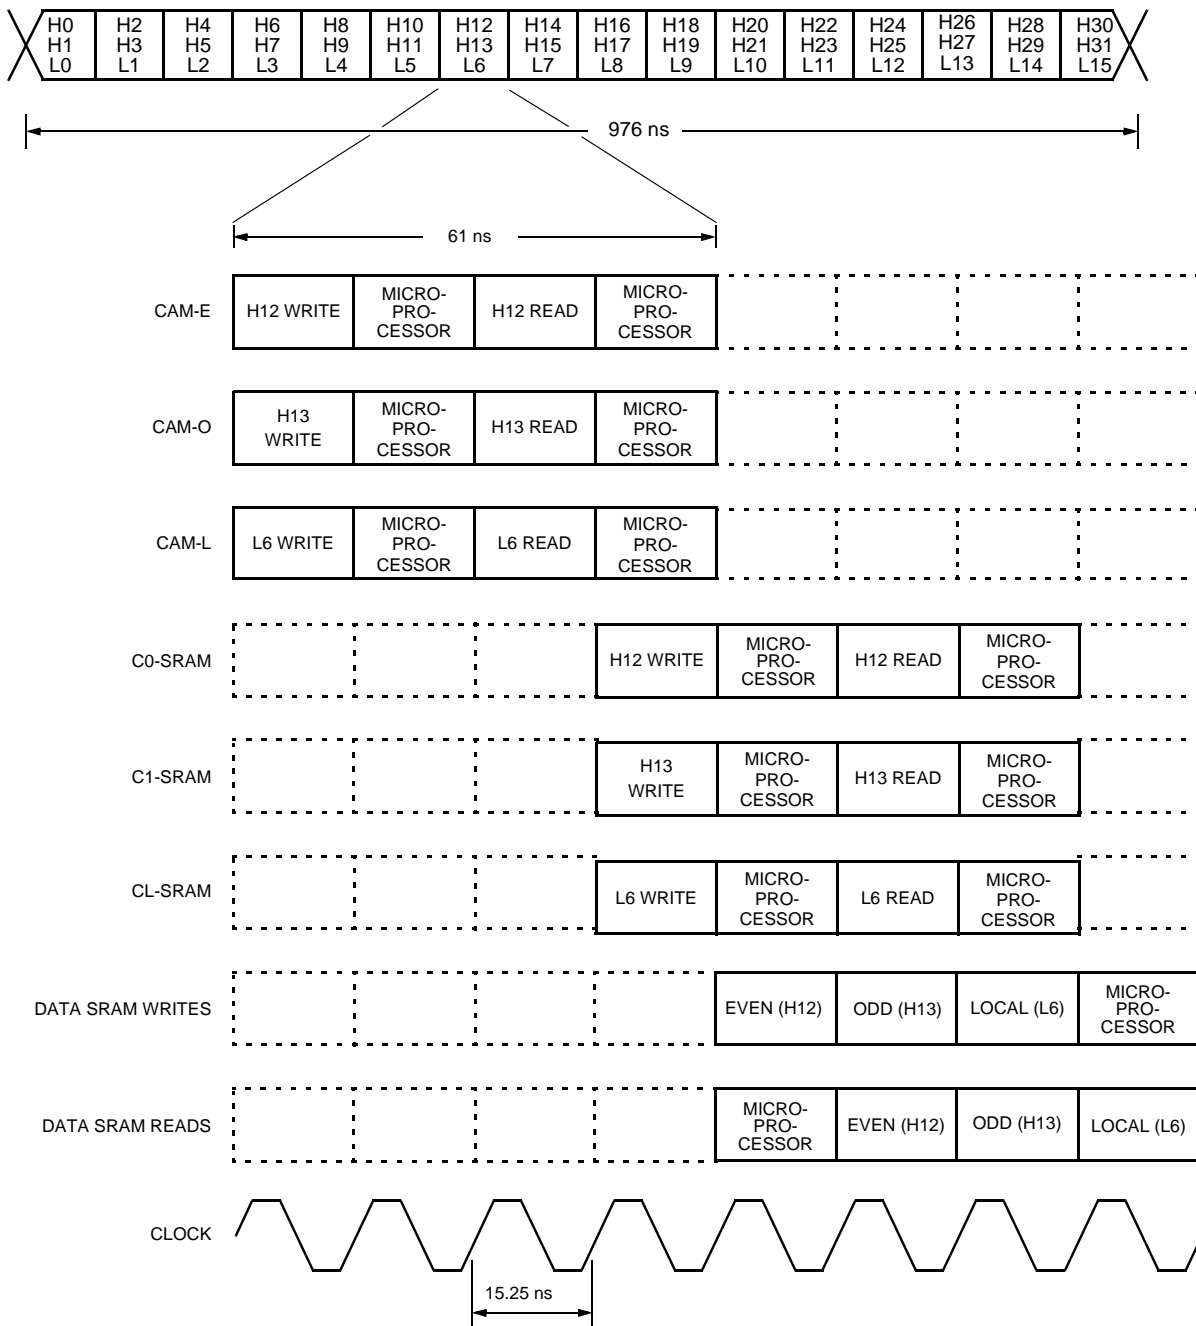 H0 H2 H4 H6 H8 H10 H12 H14 H16 H18 H20 H22 H24 H26 H28 H30
H1 H3 H5 H7 H9 H11 H13 H15 H17 H19 H21 H23 H25 H27 H29 H31
L0 L1 L2 L3 L4 L5 L6 L7 L8 L9 L10 L11 L12 L13 L14 L15
976 ns
61 ns
CAM-E
H12 WRITE
MICRO-
PRO-
CESSOR
H12 READ
MICRO-
PRO-
CESSOR
CAM-O
H13
WRITE
MICRO-
PRO-
CESSOR
H13 READ
MICRO-
PRO-
CESSOR
CAM-L
L6 WRITE
MICRO-
PRO-
CESSOR
L6 READ
MICRO-
PRO-
CESSOR
C0-SRAM
H12 WRITE
MICRO-
PRO-
CESSOR
H12 READ
MICRO-
PRO-
CESSOR
C1-SRAM
H13
WRITE
MICRO-
PRO-
CESSOR
H13 READ
MICRO-
PRO-
CESSOR
CL-SRAM
L6 WRITE
MICRO-
PRO-
CESSOR
L6 READ
MICRO-
PRO-
CESSOR
DATA SRAM WRITES
EVEN (H12)
ODD (H13)
LOCAL (L6)
MICRO-
PRO-
CESSOR
DATA SRAM READS
MICRO-
PRO-
CESSOR
EVEN (H12)
ODD (H13)
LOCAL (L6)
CLOCK
15.25 ns